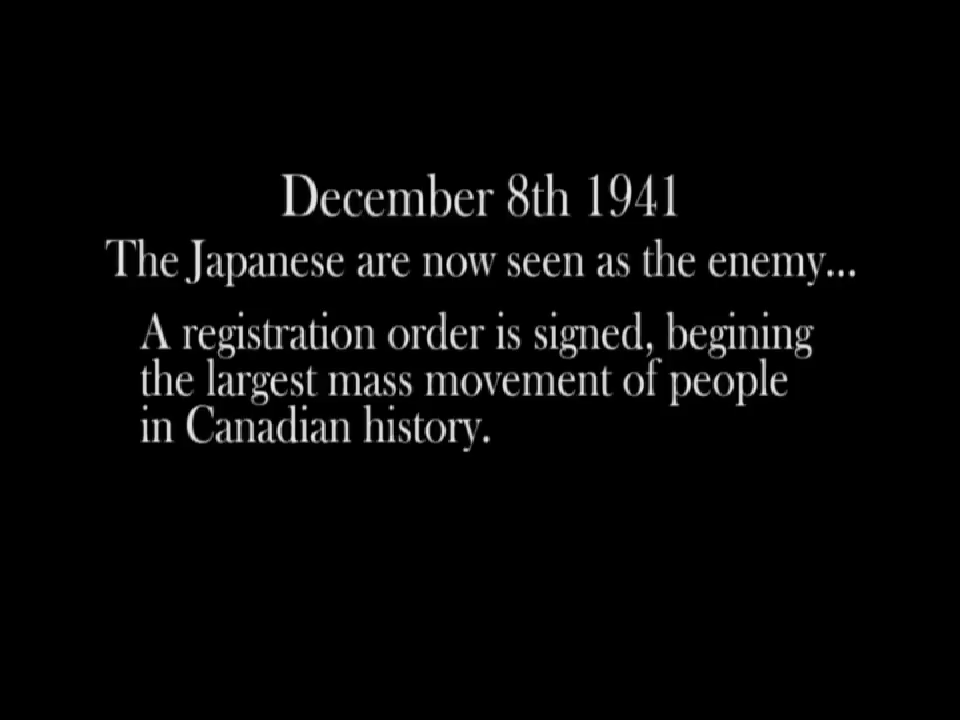 December 8th 1941
The Japanese are now seen as the enemy...
A registration order is signed, begining
the largest mass movement of people
in Canadian history.